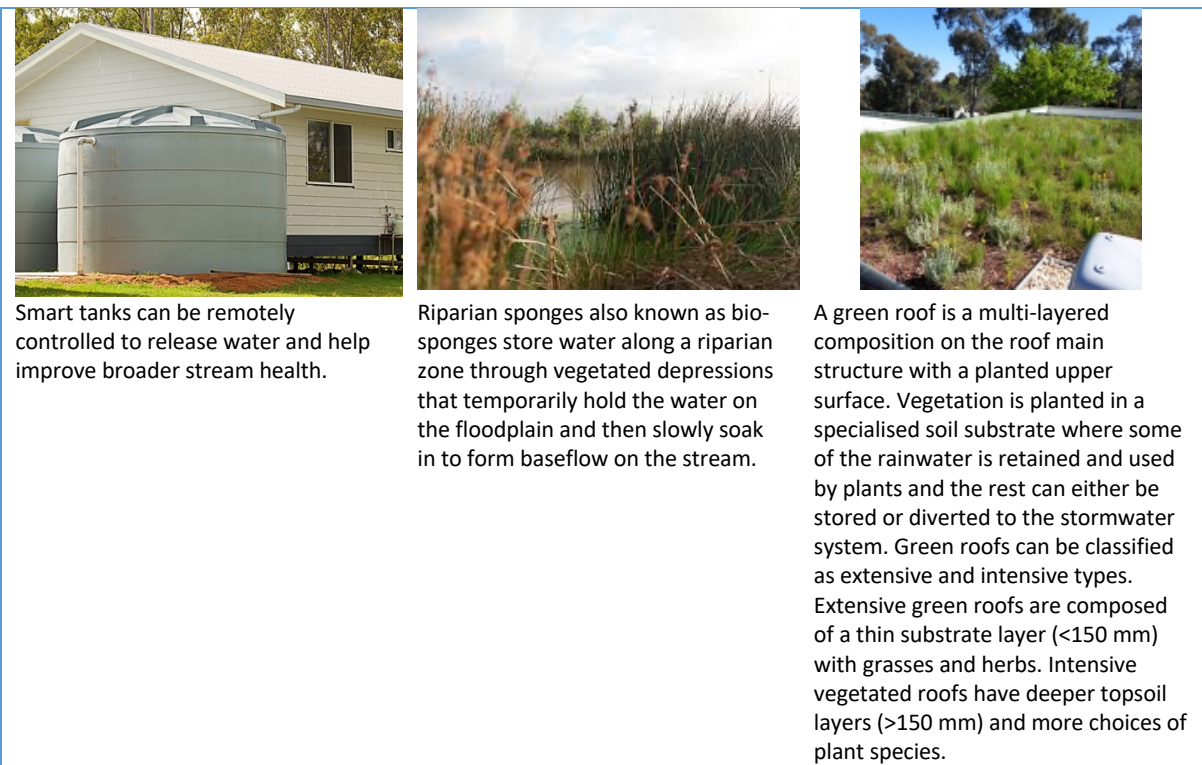 Smart tanks can be remotely
controlled to release water and help
improve broader stream health.
Riparian sponges also known as bio-
sponges store water along a riparian
zone through vegetated depressions
that temporarily hold the water on
the floodplain and then slowly soak
in to form baseflow on the stream.
A green roof is a multi-layered
composition on the roof main
structure with a planted upper
surface. Vegetation is planted in a
specialised soil substrate where some
of the rainwater is retained and used
by plants and the rest can either be
stored or diverted to the stormwater
system. Green roofs can be classified
as extensive and intensive types.
Extensive green roofs are composed
of a thin substrate layer (<150 mm)
with grasses and herbs. Intensive
vegetated roofs have deeper topsoil
layers (>150 mm) and more choices of
plant species.